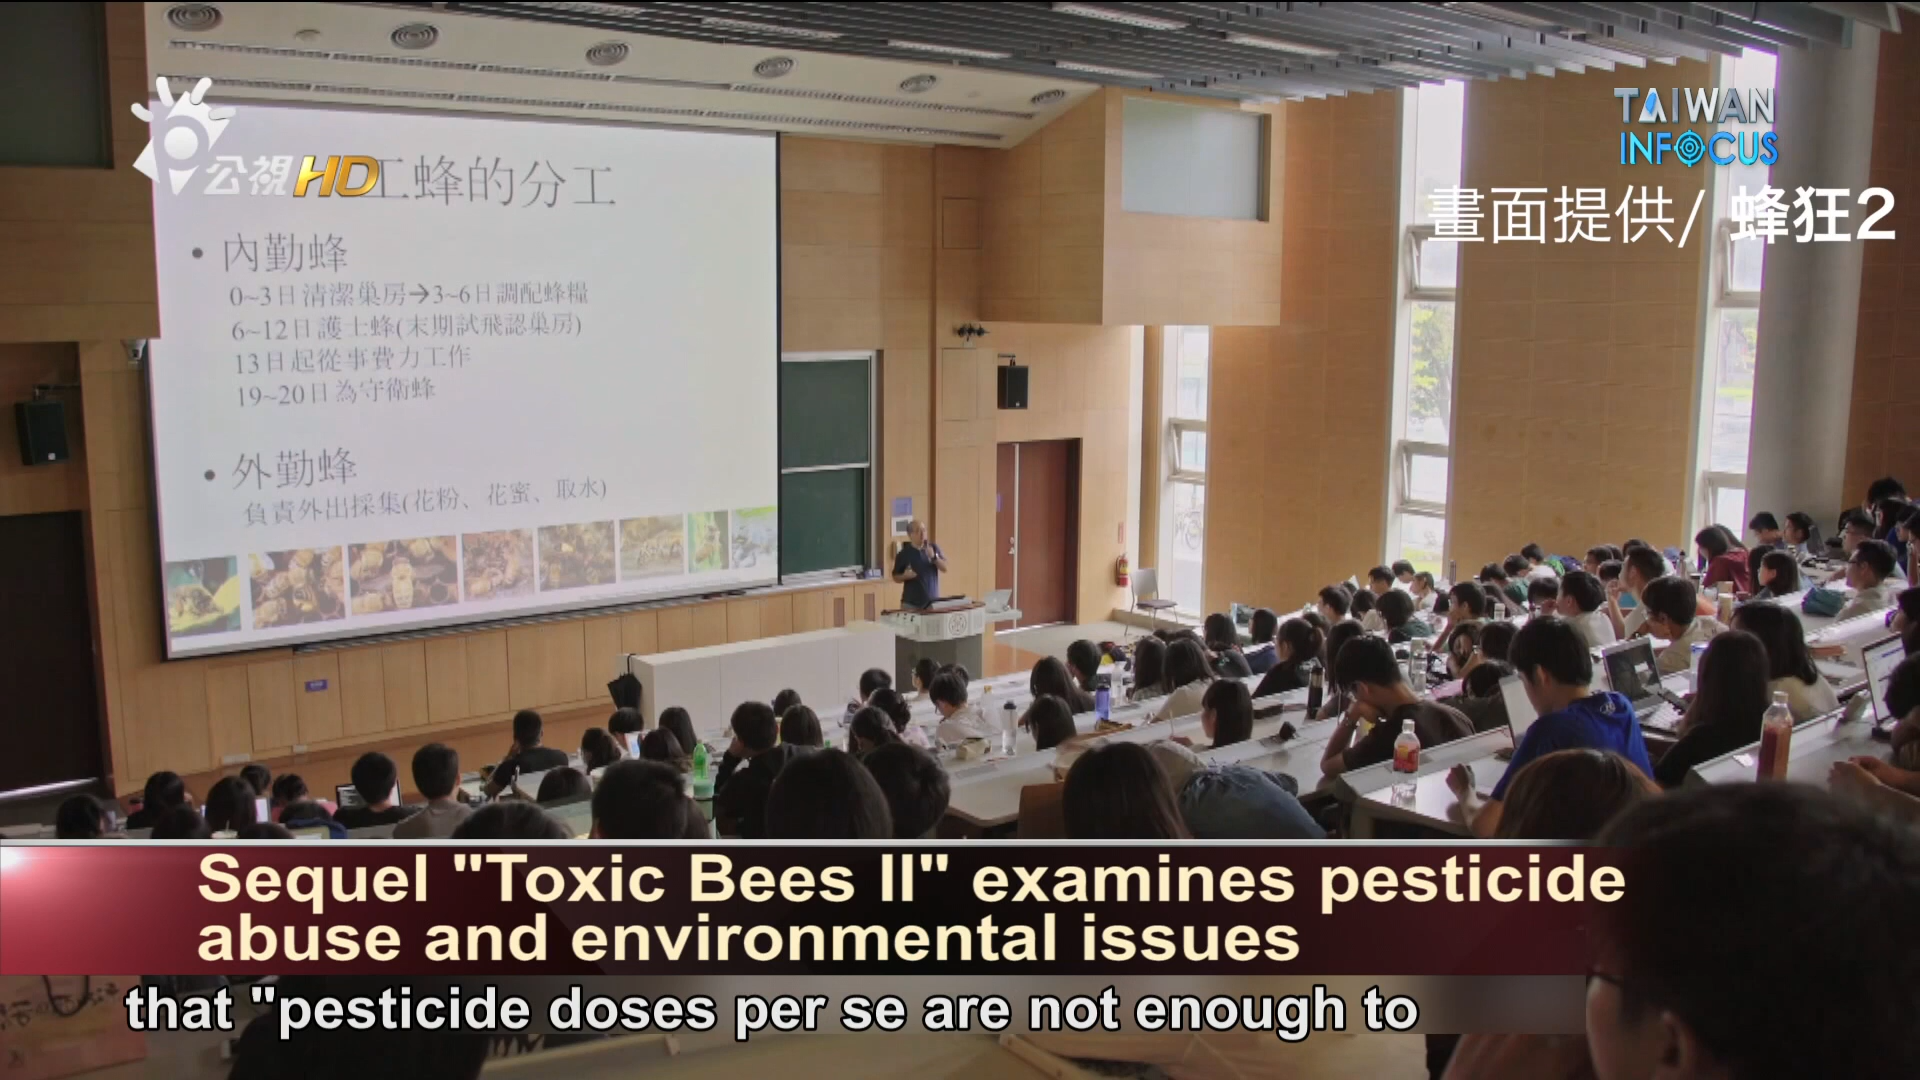 公視HD
TAIWAN
INFOCUS
畫面提供/ 蜂狂2
工蜂的分工
• 內勤蜂
0~3日清潔巢房→3~6日調配蜂糧
6~12日護士蜂(末期試飛認巢房)
13日起從事費力工作
19~20日為守衛蜂
• 外勤蜂
負責外出採集(花粉、花蜜、取水)
Sequel "Toxic Bees II" examines pesticide
abuse and environmental issues
that "pesticide doses per se are not enough to